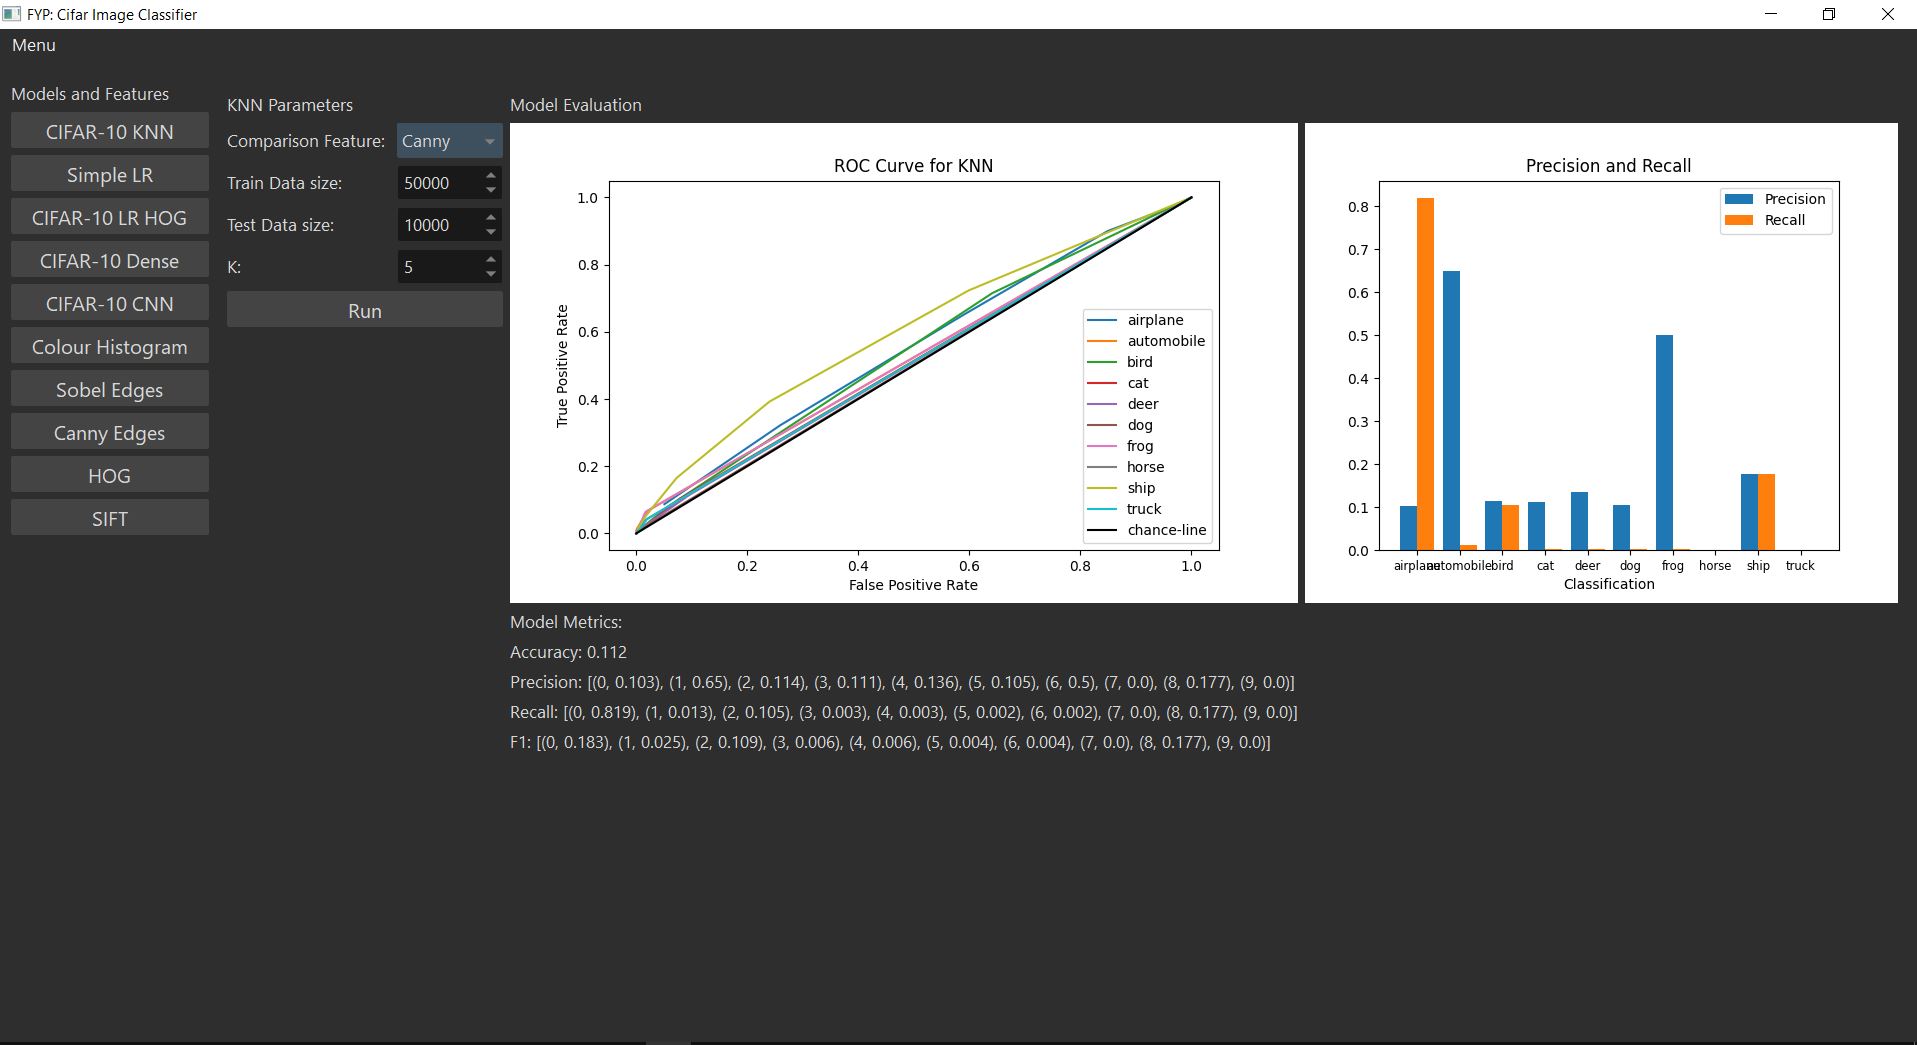 FYP: Cifar Image Classifier
Menu
Models and Features
CIFAR-10 KNN
Simple LR
CIFAR-10 LR HOG
CIFAR-10 Dense
CIFAR-10 CNN
Colour Histogram
Sobel Edges
Canny Edges
HOG
SIFT
KNN Parameters
Comparison Feature: Canny
Train Data size: 50000
Test Data size: 10000
K: 5
Run
Model Evaluation
ROC Curve for KNN
True Positive Rate
1.0
0.8
0.6
0.4
0.2
0.0
airplane
automobile
bird
cat
deer
dog
frog
horse
ship
truck
chance-line
0.0 0.2 0.4 0.6 0.8 1.0
False Positive Rate
Precision and Recall
Precision
Recall
0.8
0.7
0.6
0.5
0.4
0.3
0.2
0.1
0.0
airplane automobile bird cat deer dog frog horse ship truck
Classification
Model Metrics:
Accuracy: 0.112
Precision: [(0, 0.103), (1, 0.65), (2, 0.114), (3, 0.111), (4, 0.136), (5, 0.105), (6, 0.5), (7, 0.0), (8, 0.177), (9, 0.0)]
Recall: [(0, 0.819), (1, 0.013), (2, 0.105), (3, 0.003), (4, 0.003), (5, 0.002), (6, 0.002), (7, 0.0), (8, 0.177), (9, 0.0)]
F1: [(0, 0.183), (1, 0.025), (2, 0.109), (3, 0.006), (4, 0.006), (5, 0.004), (6, 0.004), (7, 0.0), (8, 0.177), (9, 0.0)]